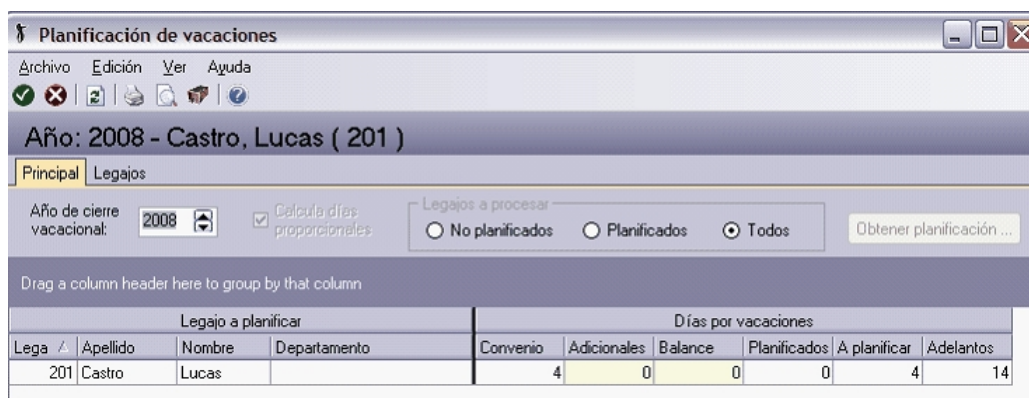 Planificación de vacaciones
Archivo Edición Ver Ayuda
Año: 2008 - Castro, Lucas ( 201 )
Principal Legajos
Año de cierre vacacional: 2008
Calcula días proporcionales
Legajos a procesar
No planificados Planificados Todos
Obtener planificación ...
Drag a column header here to group by that column
Legajo a planificar Días por vacaciones
Lega Apellido Nombre Departamento Convenio Adicionales Balance Planificados A planificar Adelantos
201 Castro Lucas 4 0 0 0 4 14